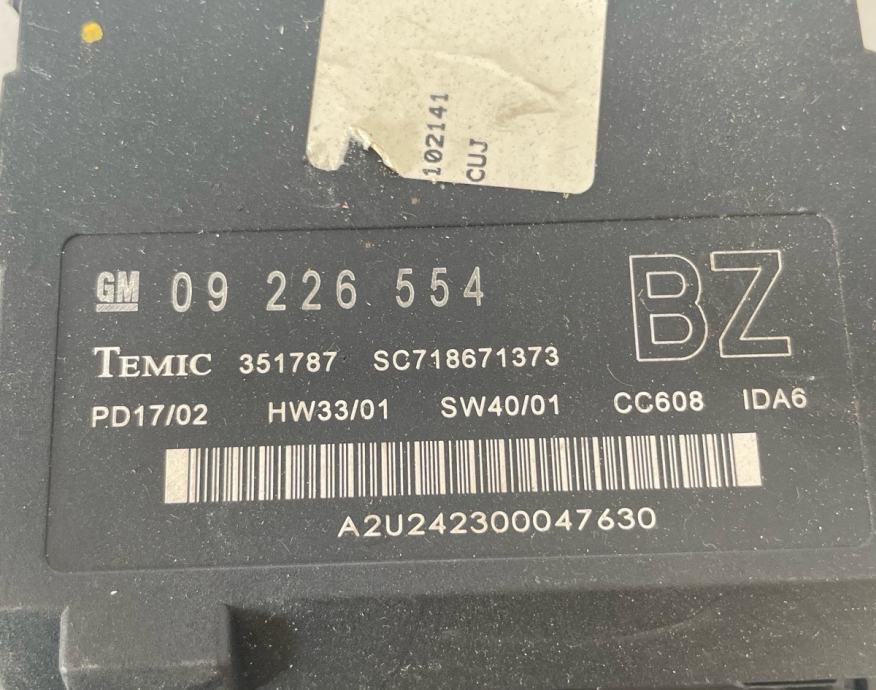 102141
CUJ
GM 09 226 554
BZ
TEMIC 351787 SC718671373
PD17/02 HW33/01 SW40/01 CC608 IDA6
A2U242300047630